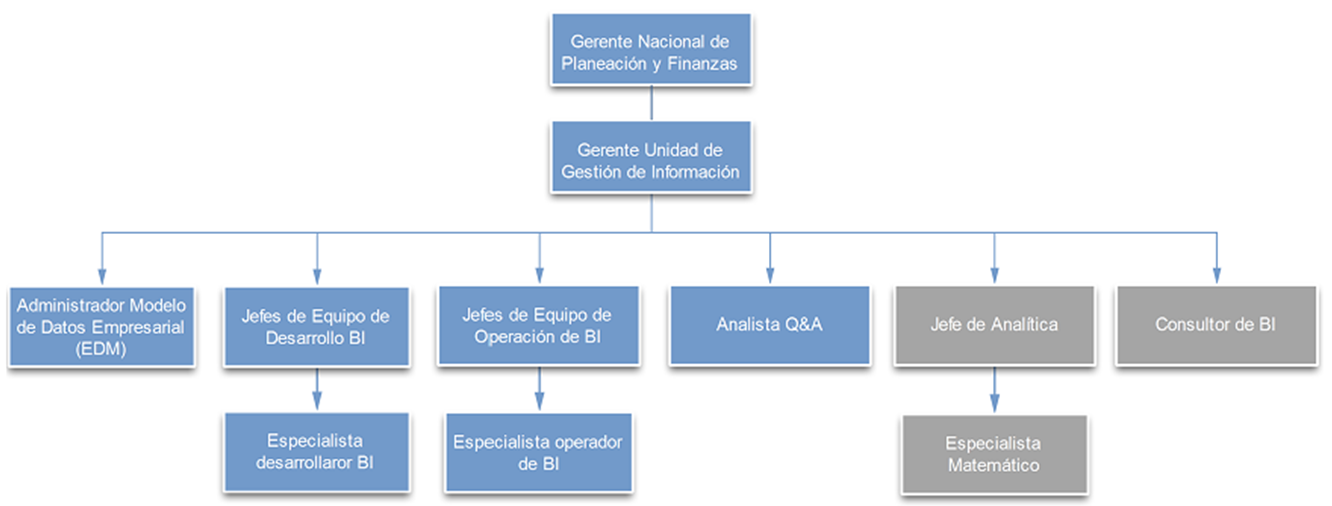 Gerente Nacional de
Planeación y Finanzas
Gerente Unidad de
Gestión de Información
Administrador Modelo
de Datos Empresarial
(EDM)
Jefes de Equipo de
Desarrollo BI
Jefes de Equipo de
Operación de BI
Analista Q&A
Jefe de Analítica
Consultor de BI
Especialista
desarrollaror BI
Especialista operador
de BI
Especialista
Matemático